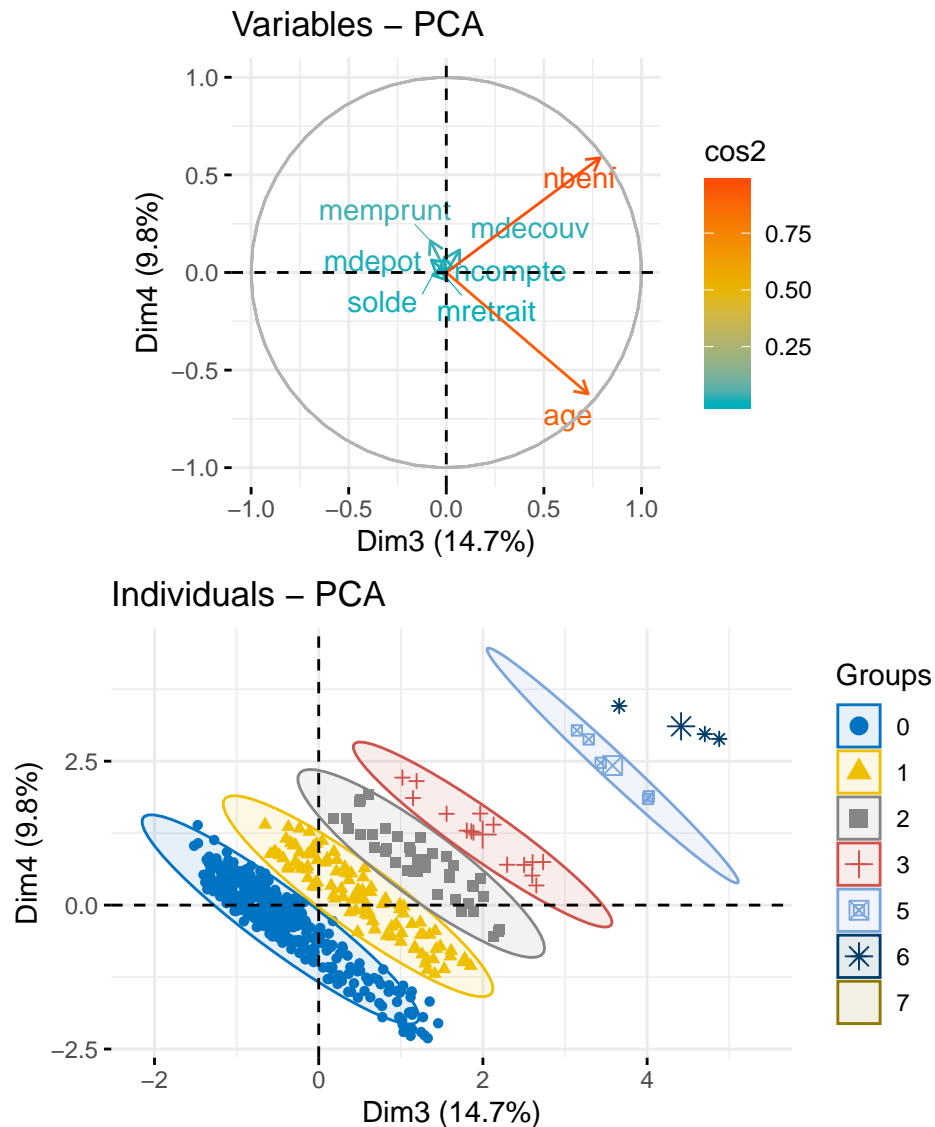 Variables – PCA
1.0
0.5
0.0
−0.5
−1.0
Dim4 (9.8%)
nbenf
memprunt
mdecouv
mdepot
ncompte
solde
mretrait
age
−1.0
−0.5
0.0
0.5
1.0
Dim3 (14.7%)
cos2
0.75
0.50
0.25
Individuals – PCA
2.5
0.0
−2.5
Dim4 (9.8%)
−2
0
2
4
Dim3 (14.7%)
Groups
0
1
2
3
5
6
7